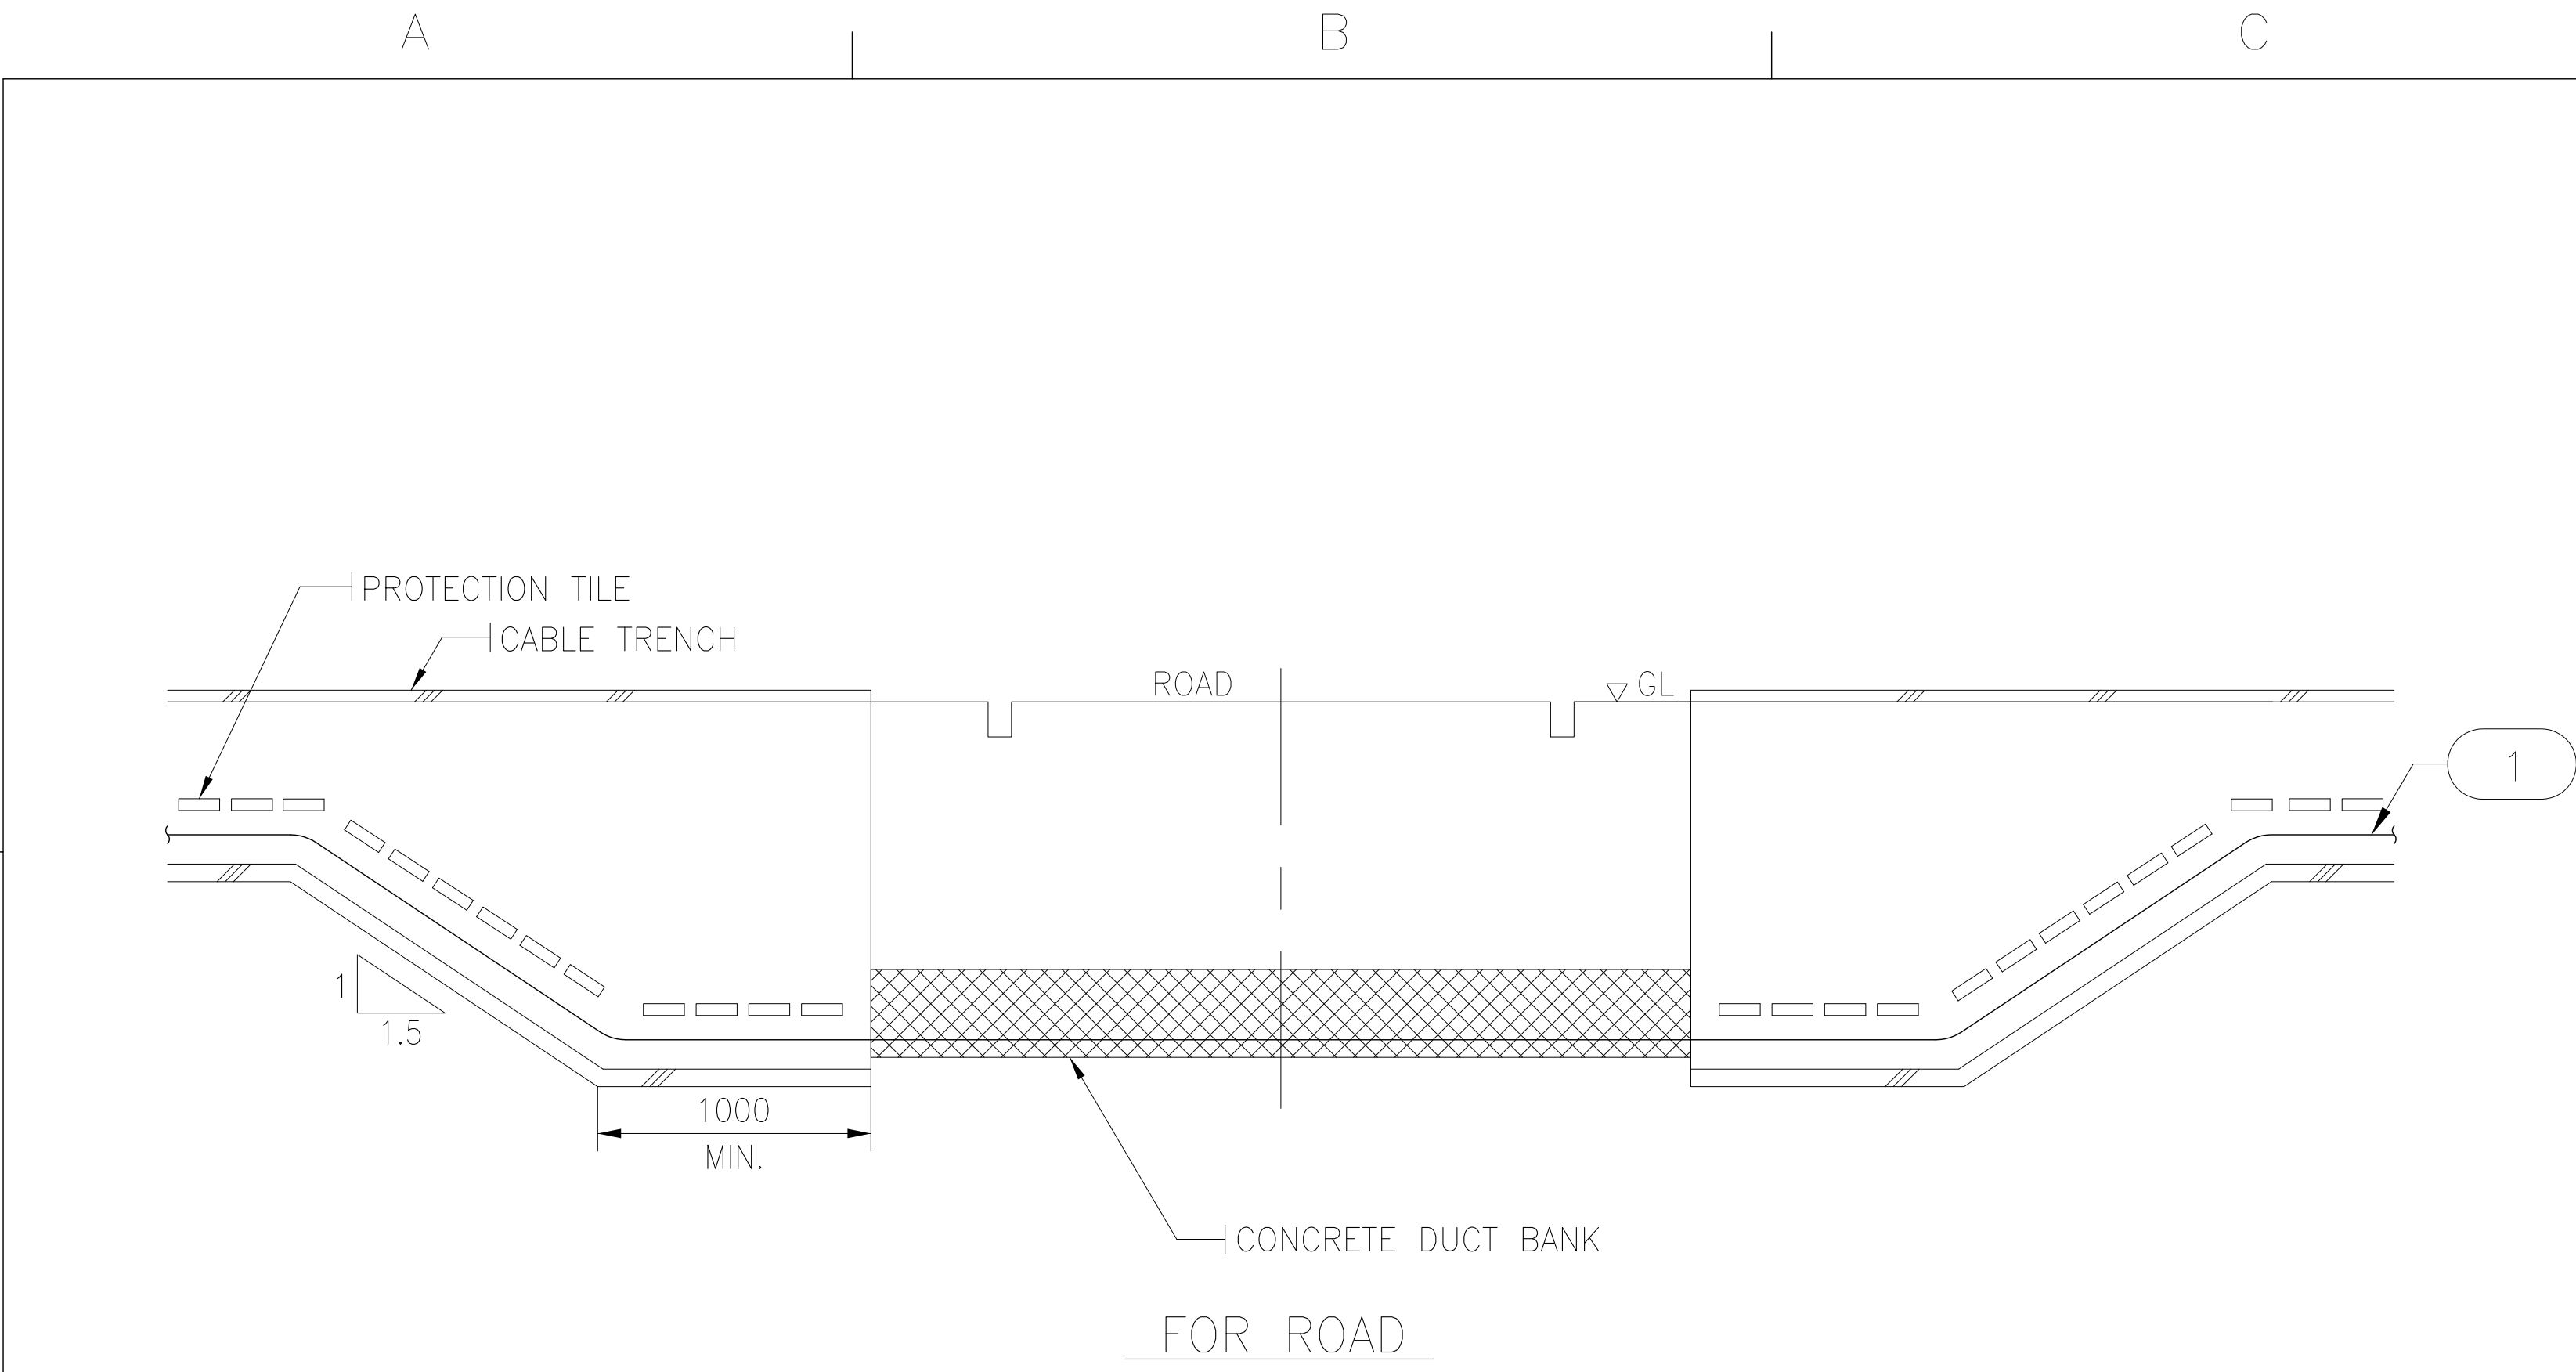 A B C
PROTECTION TILE
CABLE TRENCH
ROAD
GL
1
1
1.5
1000
MIN.
CONCRETE DUCT BANK
FOR ROAD